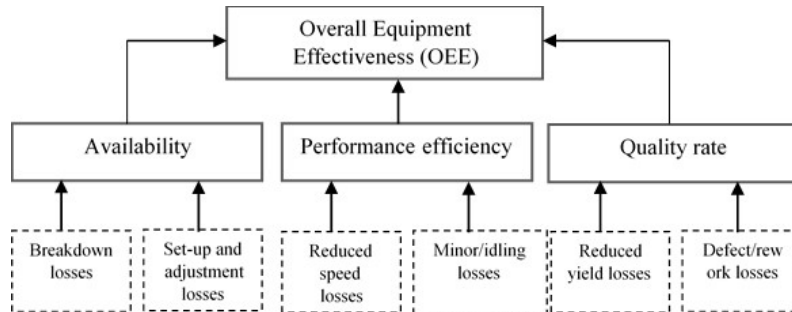 Overall Equipment
Effectiveness (OEE)
Availability
Performance efficiency
Quality rate
Breakdown
losses
Set-up and
adjustment
losses
Reduced
speed
losses
Minor/idling
losses
Reduced
yield losses
Defect/rew
ork losses